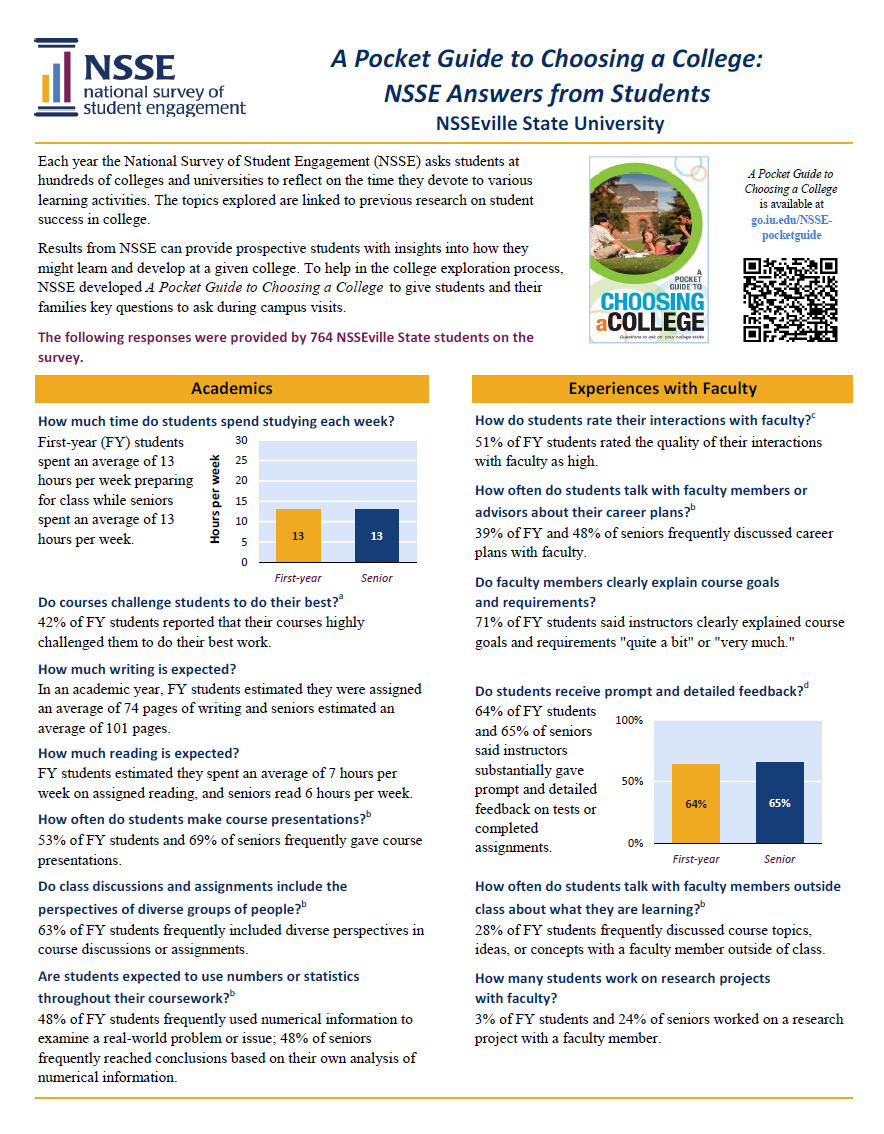 NSSE
national survey of
student engagement
A Pocket Guide to Choosing a College:
NSSE Answers from Students
NSSEville State University
Each year the National Survey of Student Engagement (NSSE) asks students at
hundreds of colleges and universities to reflect on the time they devote to various
learning activities. The topics explored are linked to previous research on student
success in college.
Results from NSSE can provide prospective students with insights into how they
might learn and develop at a given college. To help in the college exploration process,
NSSE developed A Pocket Guide to Choosing a College to give students and their
families key questions to ask during campus visits.
The following responses were provided by 764 NSSEville State students on the
survey.
A
POCKET
GUIDE TO
CHOOSING
aCOLLEGE
Questions to ask on your college visits
A Pocket Guide to
Choosing a College
is available at
go.iu.edu/NSSE-
pocketguide
Academics
How much time do students spend studying each week?
First-year (FY) students
spent an average of 13
hours per week preparing
for class while seniors
spent an average of 13
hours per week.
Hours per week
30
25
20
15
10
5
0
13
13
First-year
Senior
Do courses challenge students to do their best?a
42% of FY students reported that their courses highly
challenged them to do their best work.
How much writing is expected?
In an academic year, FY students estimated they were assigned
an average of 74 pages of writing and seniors estimated an
average of 101 pages.
How much reading is expected?
FY students estimated they spent an average of 7 hours per
week on assigned reading, and seniors read 6 hours per week.
How often do students make course presentations?b
53% of FY students and 69% of seniors frequently gave course
presentations.
Do class discussions and assignments include the
perspectives of diverse groups of people?b
63% of FY students frequently included diverse perspectives in
course discussions or assignments.
Are students expected to use numbers or statistics
throughout their coursework?b
48% of FY students frequently used numerical information to
examine a real-world problem or issue; 48% of seniors
frequently reached conclusions based on their own analysis of
numerical information.
Experiences with Faculty
How do students rate their interactions with faculty?c
51% of FY students rated the quality of their interactions
with faculty as high.
How often do students talk with faculty members or
advisors about their career plans?b
39% of FY and 48% of seniors frequently discussed career
plans with faculty.
Do faculty members clearly explain course goals
and requirements?
71% of FY students said instructors clearly explained course
goals and requirements "quite a bit" or "very much."
Do students receive prompt and detailed feedback?d
64% of FY students
and 65% of seniors
said instructors
substantially gave
prompt and detailed
feedback on tests or
completed
assignments.
100%
50%
0%
64%
65%
First-year
Senior
How often do students talk with faculty members outside
class about what they are learning?b
28% of FY students frequently discussed course topics,
ideas, or concepts with a faculty member outside of class.
How many students work on research projects
with faculty?
3% of FY students and 24% of seniors worked on a research
project with a faculty member.